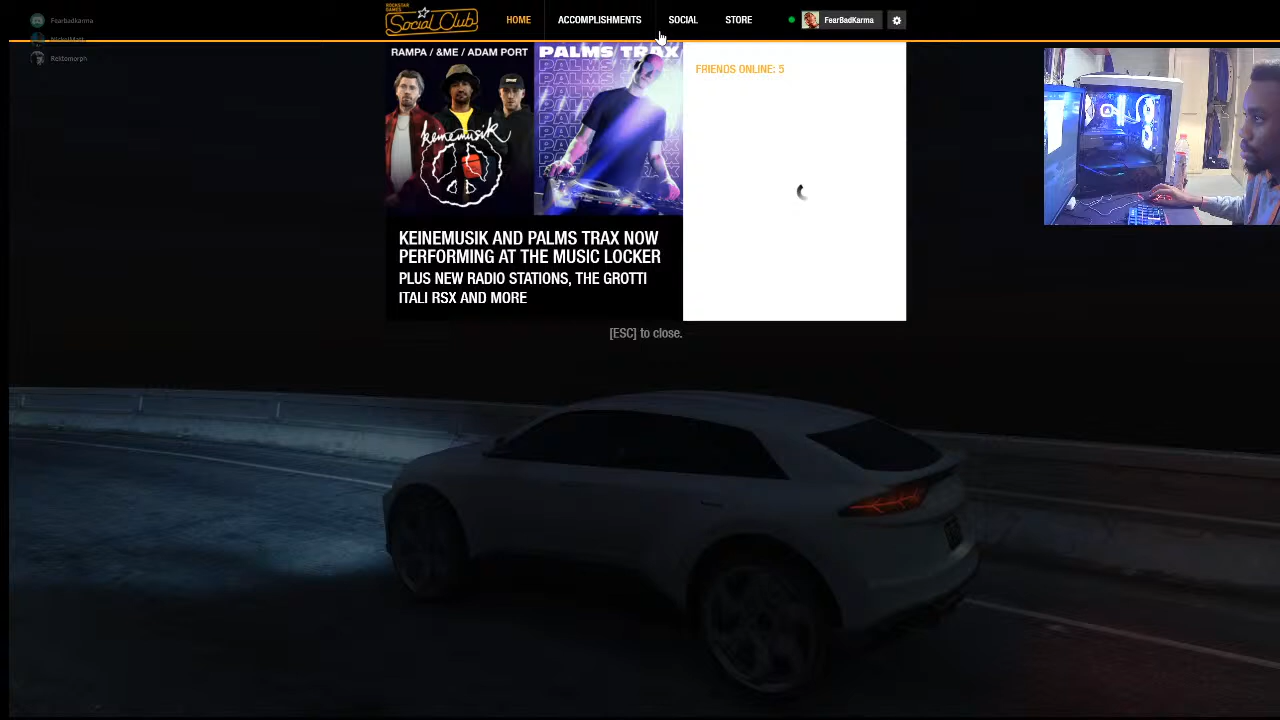 Fearbadkarma
Rektomorph
ROCKSTAR
GAMES
Social Club
HOME
ACCOMPLISHMENTS
SOCIAL
STORE
FearBadKarma
RAMPA / &ME / ADAM PORT
keinemusik
PALMS TRAX
FRIENDS ONLINE: 5
KEINEMUSIK AND PALMS TRAX NOW
PERFORMING AT THE MUSIC LOCKER
PLUS NEW RADIO STATIONS, THE GROTTI
ITALI RSX AND MORE
[ESC] to close.